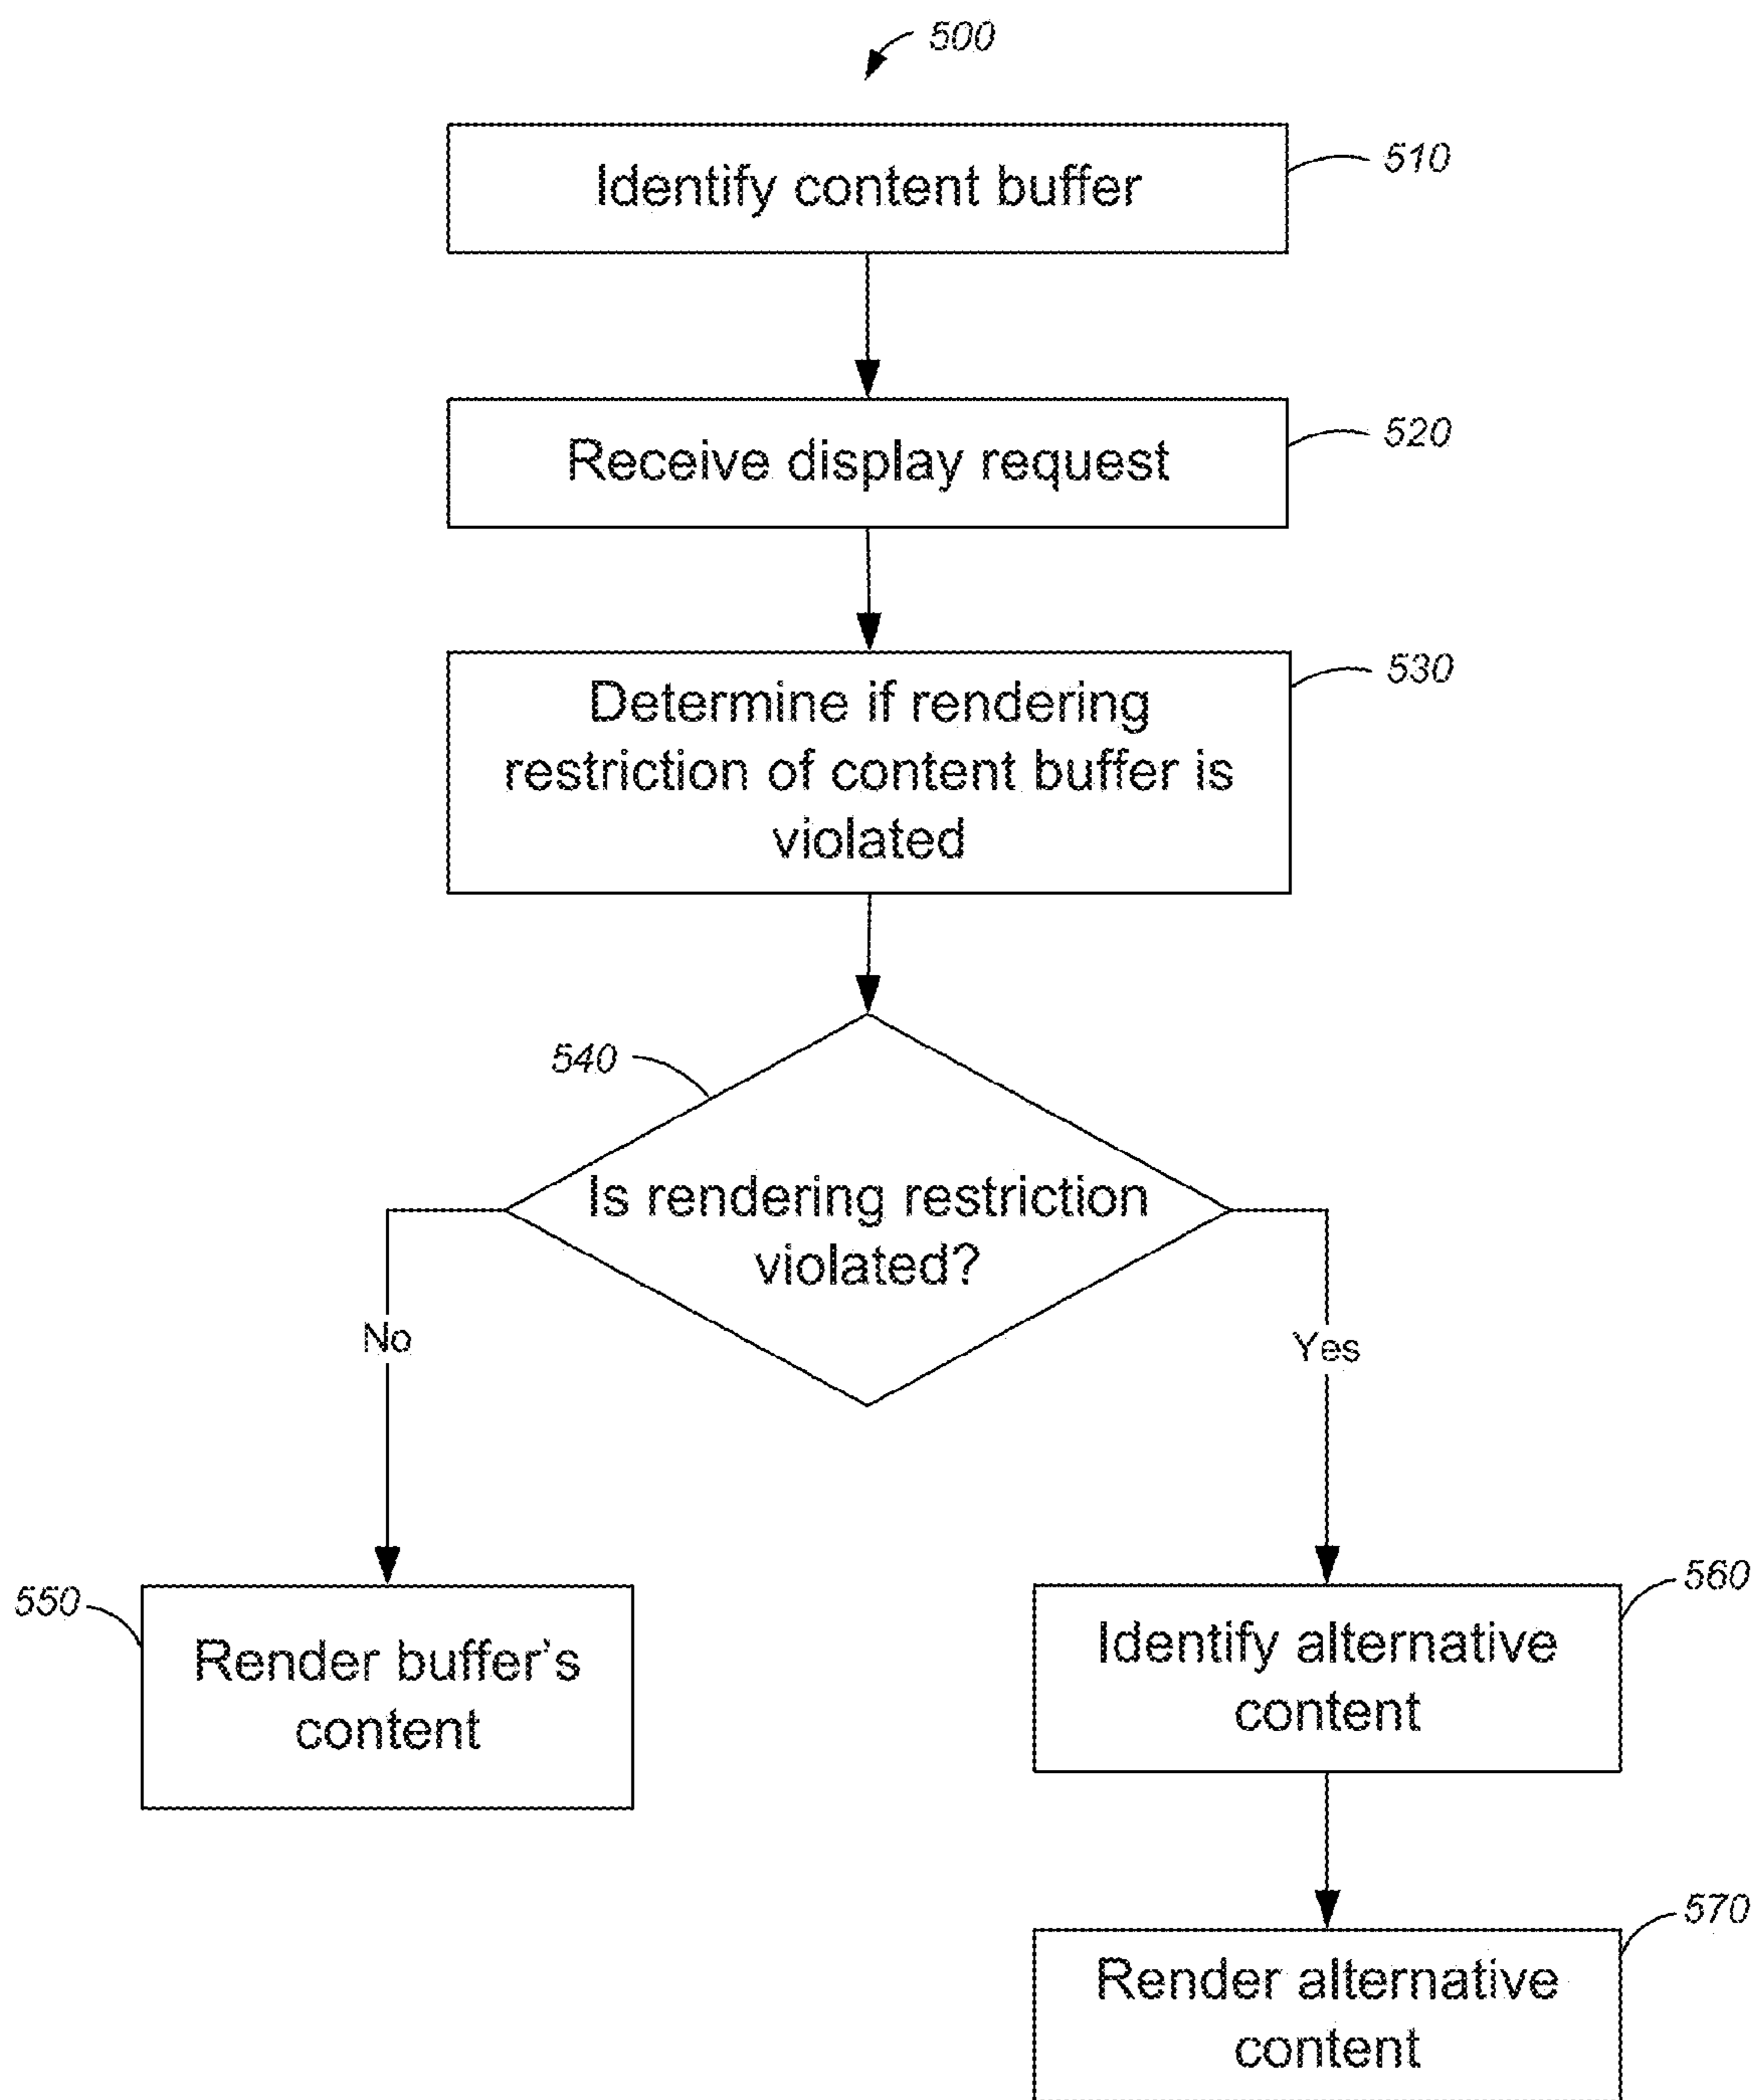 500
Identify content buffer
510
Receive display request
520
Determine if rendering
restriction of content buffer is
violated
530
540
Is rendering restriction
violated?
No
Yes
550
Render buffer's
content
560
Identify alternative
content
570
Render alternative
content